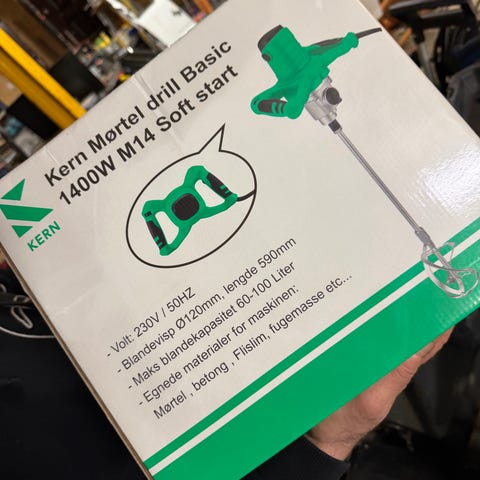 Kern Mørtel drill Basic
1400W M14 Soft start
KERN
- Volt: 230V / 50HZ
- Blandevisp Ø120mm, lengde 590mm
- Maks blandekapasitet 60-100 Liter
- Egnede materialer for maskinen:
Mørtel , betong , Flislim, fugemasse etc...